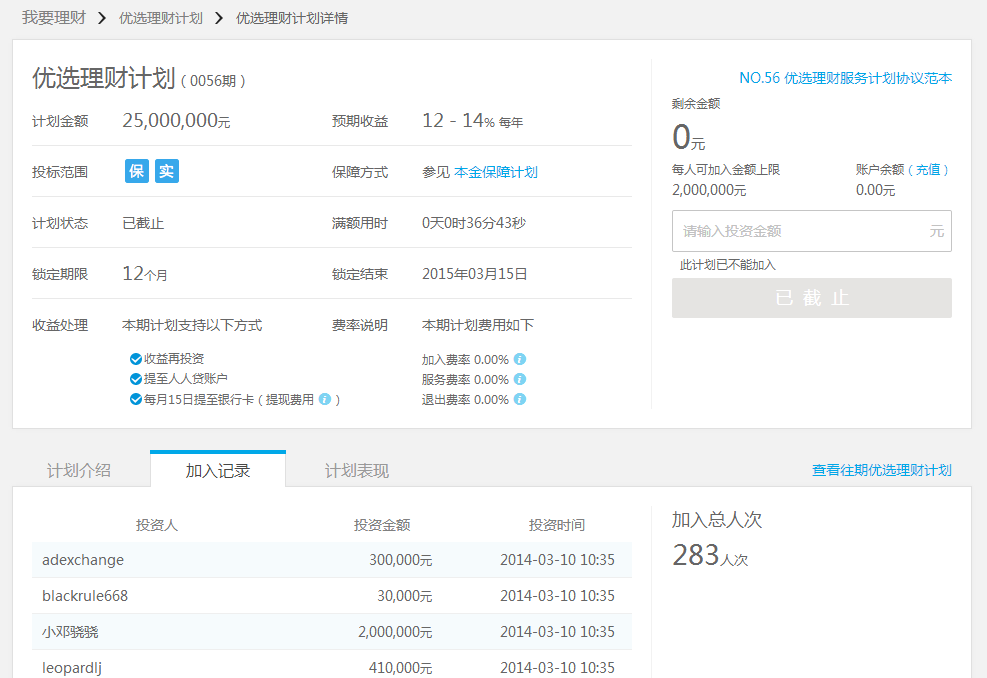 我要理财 优选理财计划 优选理财计划详情
优选理财计划 ( 0056期 )
NO.56 优选理财服务计划协议范本
计划金额 25,000,000元 预期收益 12 - 14% 每年
剩余金额
0元
投标范围 保 实 保障方式 参见 本金保障计划
每人可加入金额上限 账户余额 ( 充值 )
2,000,000元 0.00元
计划状态 已截止 满额用时 0天0时36分43秒
请输入投资金额 元
此计划已不能加入
已 截 止
锁定期限 12个月 锁定结束 2015年03月15日
收益处理 本期计划支持以下方式 费率说明 本期计划费用如下
收益再投资 加入费率 0.00%
提至人人贷账户 服务费率 0.00%
每月15日提至银行卡 ( 提现费用 ) 退出费率 0.00%
计划介绍 加入记录 计划表现 查看往期优选理财计划
投资人 投资金额 投资时间
加入总人次
283人次
adexchange 300,000元 2014-03-10 10:35
blackrule668 30,000元 2014-03-10 10:35
小邓骁骁 2,000,000元 2014-03-10 10:35
leopardlj 410,000元 2014-03-10 10:35